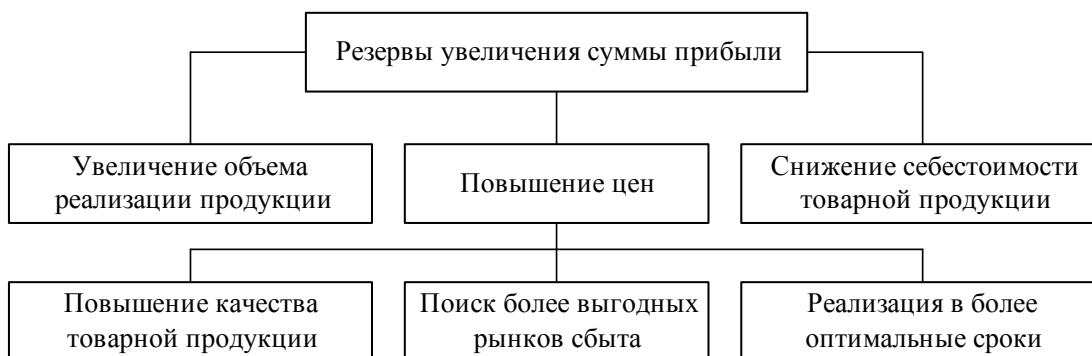 Резервы увеличения суммы прибыли
Увеличение объема
реализации продукции
Повышение цен
Снижение себестоимости
товарной продукции
Повышение качества
товарной продукции
Поиск более выгодных
рынков сбыта
Реализация в более
оптимальные сроки